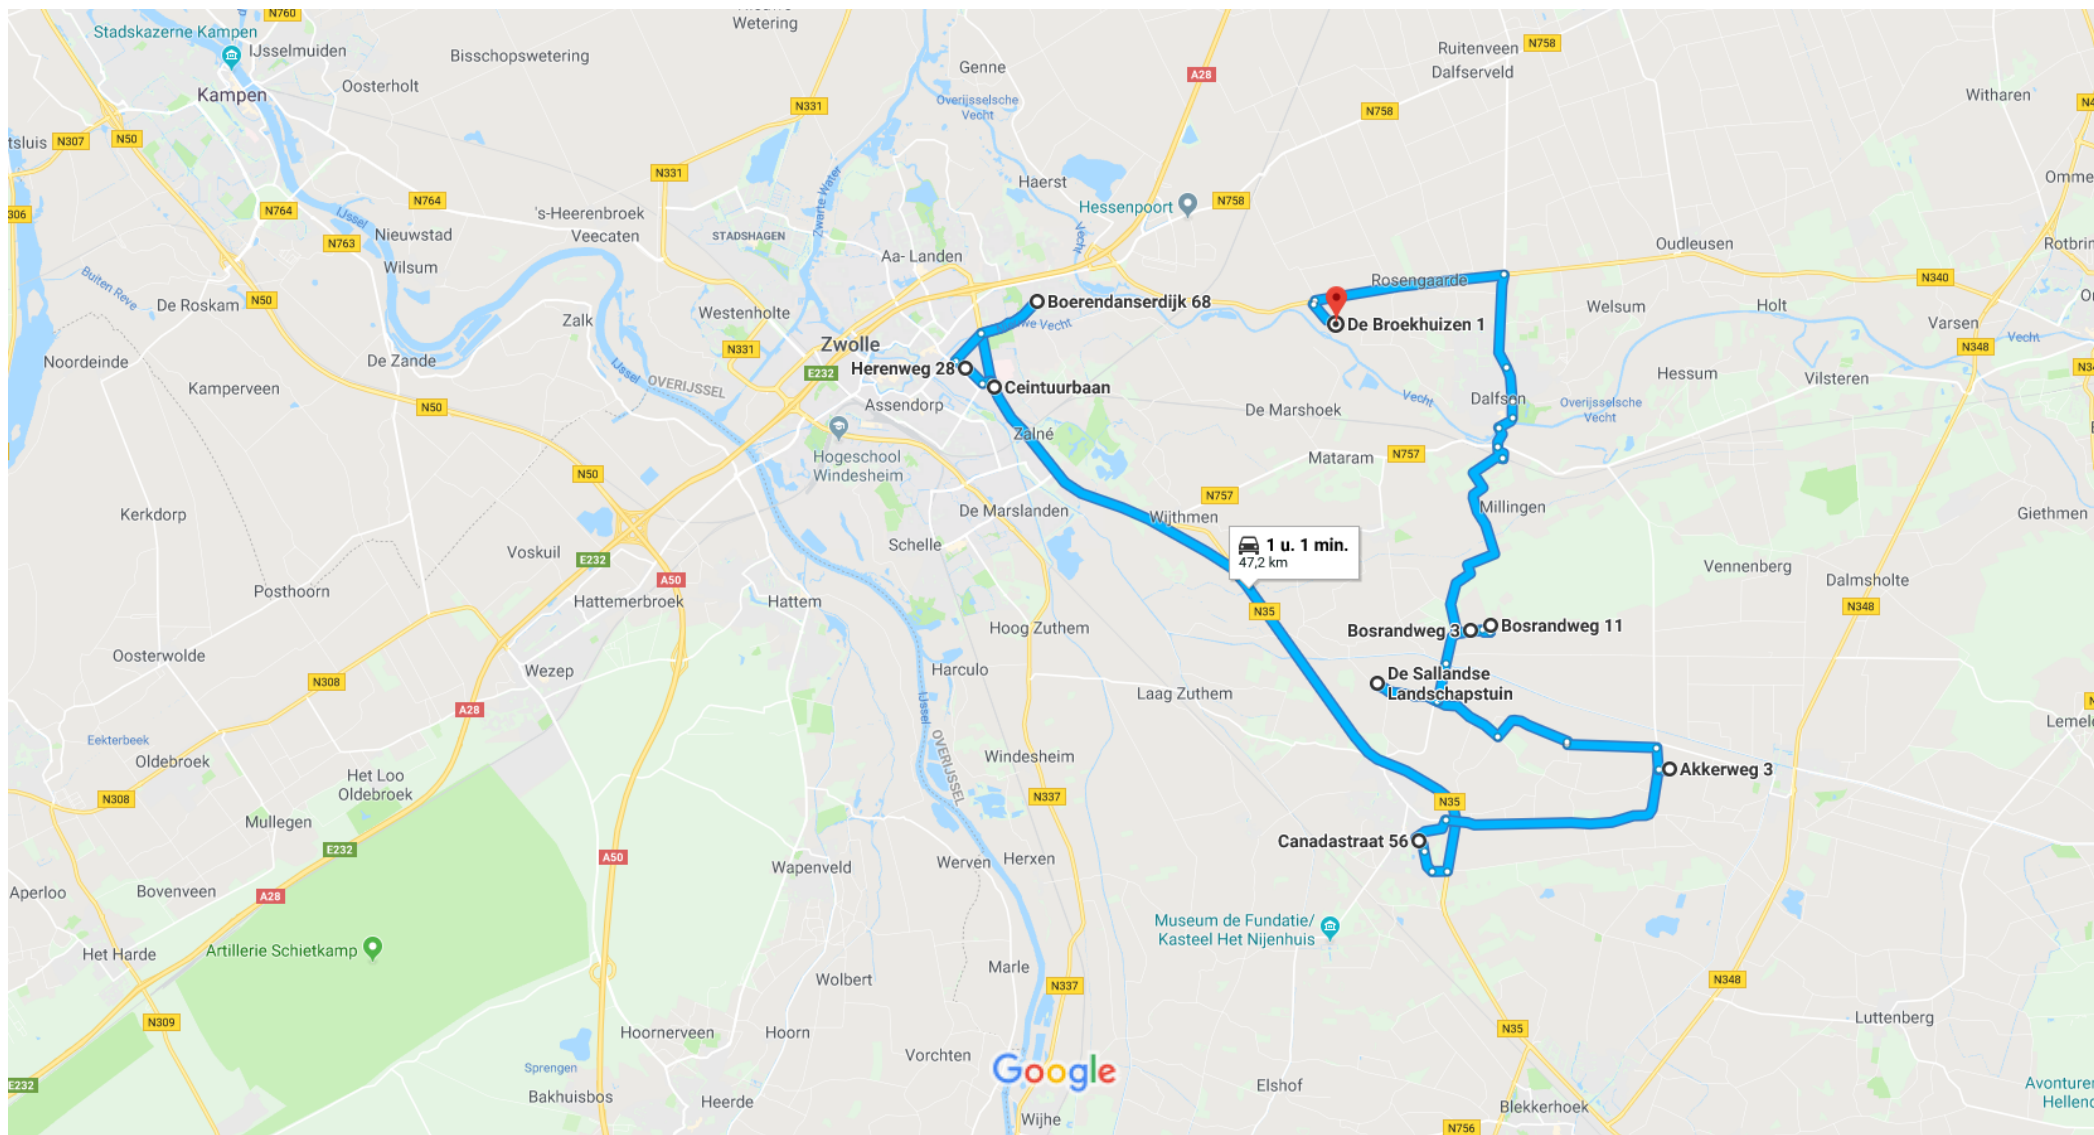 N760
Stadskazerne Kampen
IJsselmuiden
Wetering
Bisschopswetering
Ruitenveen
N758
Dalfserveld
Genne
A28
Oosterholt
Kampen
Overijsselsche
Vecht
N331
N758
Witharen
N307
N50
tsluis
Haerst
N331
Zwarte Water
Vecht
N764
N764
IJssel
Hessenpoort
N758
Omme
306
's-Heerenbroek
Veecaten
STADSHAGEN
Nieuwstad
N763
Wilsum
Aa- Landen
Oudleusen
Rotbrin
Buiten Reve
De Roskam
N50
Rosengaarde
N340
Boerendanserdijk 68
Welsum
Holt
Zalk
Westenholte
De Broekhuizen 1
Varsen
Vecht
Zwolle
N331
N348
Noordeinde
De Zande
IJssel
Herenweg 28
E232
Ceintuurbaan
OVERIJSSEL
Kamperveen
Hessum
Vilsteren
N50
Assendorp
De Marshoek
Vecht
Dalfsen
Overijsselsche
Vecht
Zalné
Hogeschool
Windesheim
Mataram
N757
N50
N757
Kerkdorp
De Marslanden
Wijthmen
Millingen
Giethmen
Schelle
Voskuil
E232
1 u. 1 min.
47,2 km
Vennenberg
Dalmsholte
A50
Posthoorn
Hattemerbroek
Hattem
N35
N348
Hoog Zuthem
Bosrandweg 3
Bosrandweg 11
Oosterwolde
Wezep
Harculo
N308
De Sallandse
Landschapstuin
Laag Zuthem
A28
IJssel
Lemele
Eekterbeek
Oldebroek
OVERIJSSEL
Windesheim
Het Loo
Oldebroek
Akkerweg 3
N308
N337
N35
Mullegen
E232
Canadastraat 56
A50
Wapenveld
Werven
Herxen
Aperloo
Bovenveen
A28
Museum de Fundatie/
Kasteel Het Nijenhuis
Artillerie Schietkamp
Het Harde
Marle
Wolbert
N337
N348
N309
Hoornerveen
Hoorn
N35
Luttenberg
Sprengen
Vorchten
Google
E232
Elshof
Avonturen
Hellend
Bakhuisbos
Heerde
Blekkerhoek
Wijhe
N756